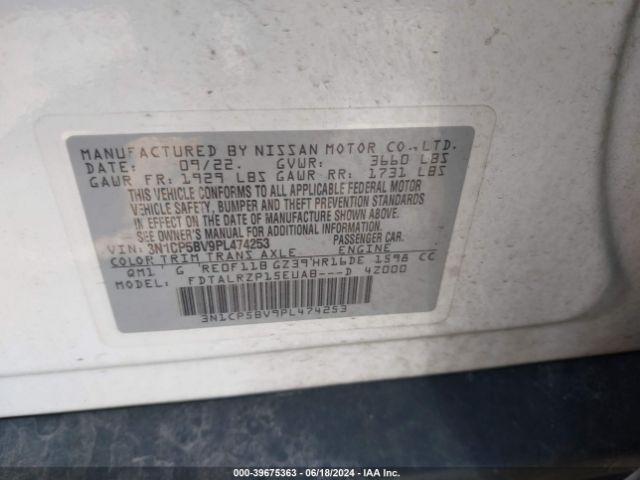 MANUFACTURED BY NISSAN MOTOR CO.,LTD.
DATE: 09/22. GVWR: 3660 LBS
GAWR FR: 1929 LBS GAWR RR: 1731 LBS
THIS VEHICLE CONFORMS TO ALL APPLICABLE FEDERAL MOTOR
VEHICLE SAFETY, BUMPER AND THEFT PREVENTION STANDARDS
IN EFFECT ON THE DATE OF MANUFACTURE SHOWN ABOVE.
SEE OWNER'S MANUAL FOR ADDITIONAL INFORMATION.
VIN: 3N1CP5BV9PL474253 PASSENGER CAR.
COLOR TRIM TRANS AXLE ENGINE
QM1 G RE0F11B GZ39 HR16DE 1598 CC
MODEL: FDTALRZP15EUAB---D 4Z000
3N1CP5BV9PL474253
000-39675363 - 06/18/2024 - IAA Inc.